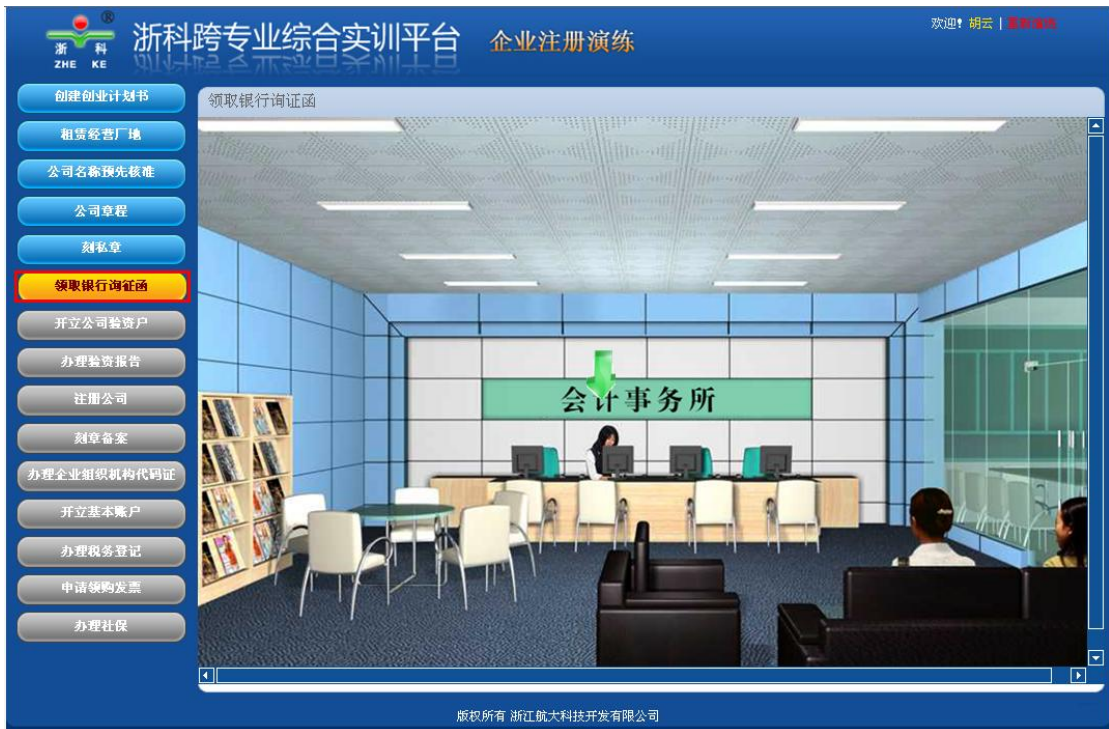 ®
浙 科
ZHE KE
浙科跨专业综合实训平台
企业注册演练
欢迎! 胡云 |
创建创业计划书
租赁经营厂地
公司名称预先核准
公司章程
刻私章
领取银行询证函
开立公司验资户
办理验资报告
注册公司
刻章备案
办理企业组织机构代码证
开立基本账户
办理税务登记
申请领购发票
办理社保
领取银行询证函
会计事务所
版权所有 浙江航大科技开发有限公司